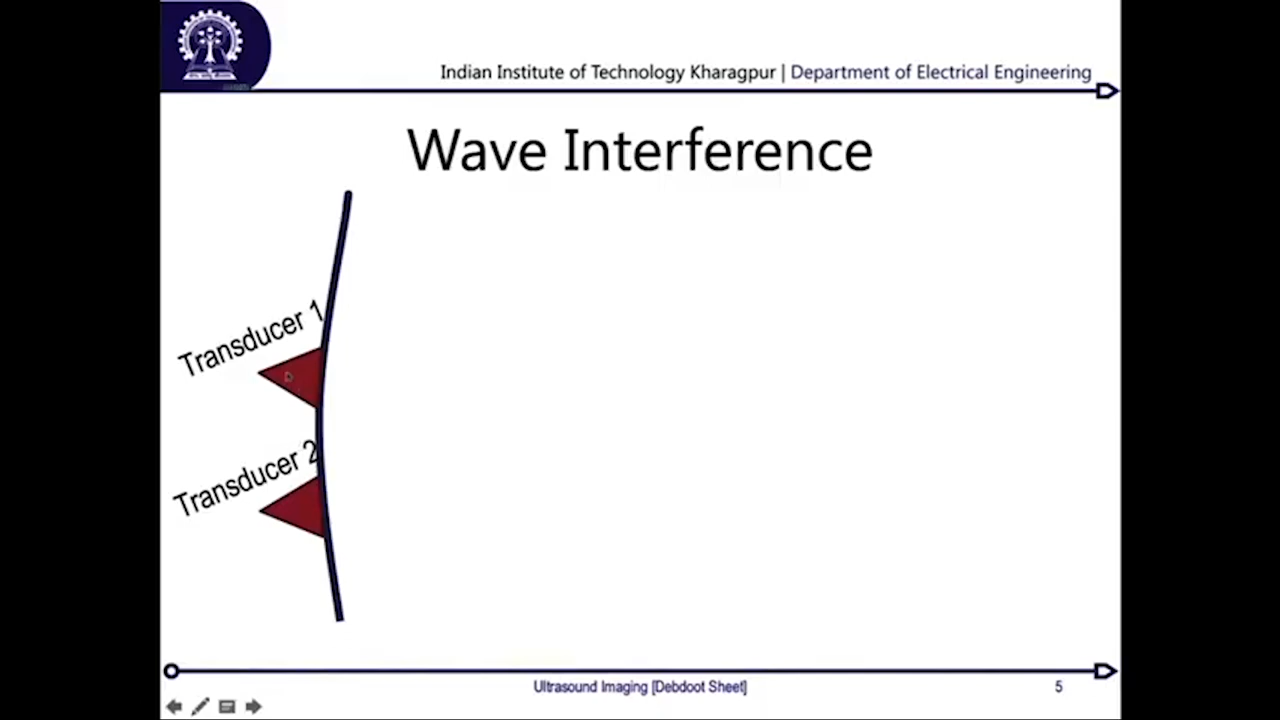 Indian Institute of Technology Kharagpur | Department of Electrical Engineering
Wave Interference
Transducer 1
Transducer 2
Ultrasound Imaging [Debdoot Sheet]
5